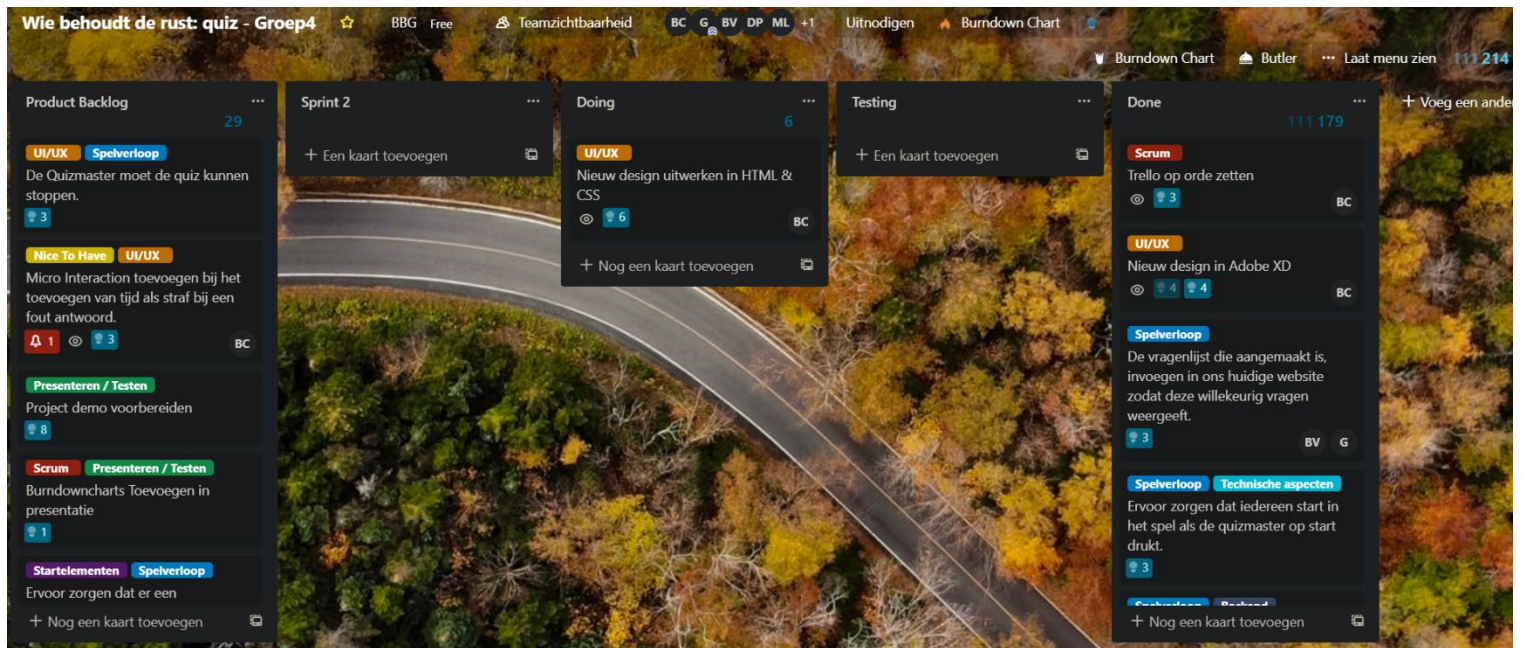 Wie behoudt de rust: quiz - Groep4 BBG Free Teamzichtbaarheid BC G BV DP ML +1 Uitnodigen Burndown Chart
Burndown Chart Butler ... Laat menu zien 111 214
Product Backlog ...
29
UI/UX Spelverloop
De Quizmaster moet de quiz kunnen
stoppen.
3
Nice To Have UI/UX
Micro Interaction toevoegen bij het
toevoegen van tijd als straf bij een
fout antwoord.
1 3 BC
Presenteren / Testen
Project demo voorbereiden
8
Scrum Presenteren / Testen
Burndowncharts Toevoegen in
presentatie
1
Startelementen Spelverloop
Ervoor zorgen dat er een
+ Nog een kaart toevoegen
Sprint 2 ...
+ Een kaart toevoegen
Doing ...
6
UI/UX
Nieuw design uitwerken in HTML &
CSS
6 BC
+ Nog een kaart toevoegen
Testing ...
+ Een kaart toevoegen
Done ...
111 179
Scrum
Trello op orde zetten
3 BC
UI/UX
Nieuw design in Adobe XD
4 4 BC
Spelverloop
De vragenlijst die aangemaakt is,
invoegen in ons huidige website
zodat deze willekeurig vragen
weergeeft.
3 BV G
Spelverloop Technische aspecten
Ervoor zorgen dat iedereen start in
het spel als de quizmaster op start
drukt.
3
Spelverloop Backend
+ Nog een kaart toevoegen
+ Voeg een ander